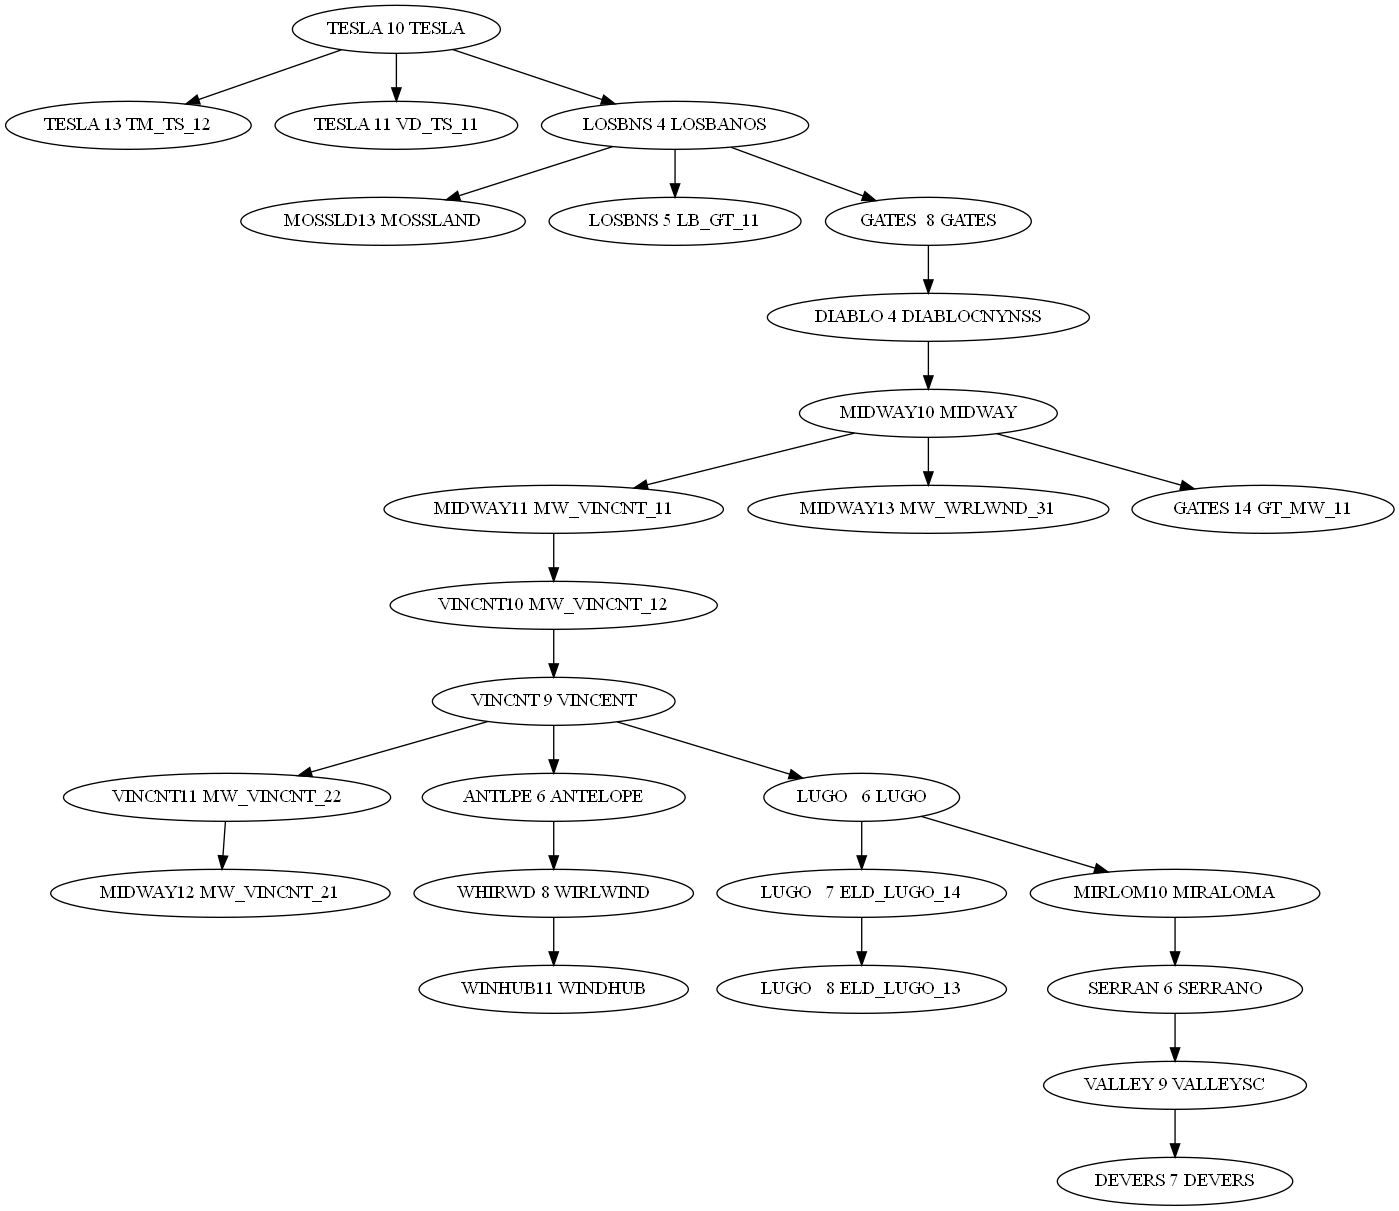 TESLA 10 TESLA
TESLA 13 TM_TS_12
TESLA 11 VD_TS_11
LOSBNS 4 LOSBANOS
MOSSLD13 MOSSLAND
LOSBNS 5 LB_GT_11
GATES  8 GATES
DIABLO 4 DIABLOCNYNSS
MIDWAY10 MIDWAY
MIDWAY11 MW_VINCNT_11
MIDWAY13 MW_WRLWND_31
GATES 14 GT_MW_11
VINCNT10 MW_VINCNT_12
VINCNT 9 VINCENT
VINCNT11 MW_VINCNT_22
ANTLPE 6 ANTELOPE
LUGO   6 LUGO
MIDWAY12 MW_VINCNT_21
WHIRWD 8 WIRLWIND
LUGO   7 ELD_LUGO_14
MIRLOM10 MIRALOMA
WINHUB11 WINDHUB
LUGO   8 ELD_LUGO_13
SERRAN 6 SERRANO
VALLEY 9 VALLEYSC
DEVERS 7 DEVERS